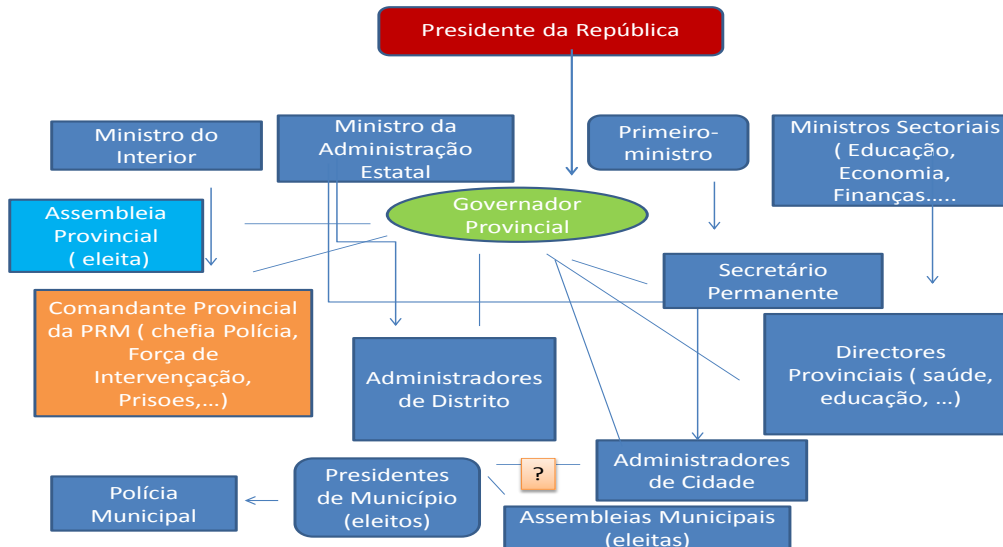 Presidente da República
Ministro do
Interior
Ministro da
Administração
Estatal
Primeiro-
ministro
Ministros Sectoriais
( Educação,
Economia,
Finanças…..
Assembleia
Provincial
( eleita)
Governador
Provincial
Secretário
Permanente
Comandante Provincial
da PRM ( chefia Polícia,
Força de
Intervençação,
Prisoes,…)
Administradores
de Distrito
Directores
Provinciais ( saúde,
educação, …)
Polícia
Municipal
Presidentes
de Município
(eleitos)
?
Administradores
de Cidade
Assembleias Municipais
(eleitas)